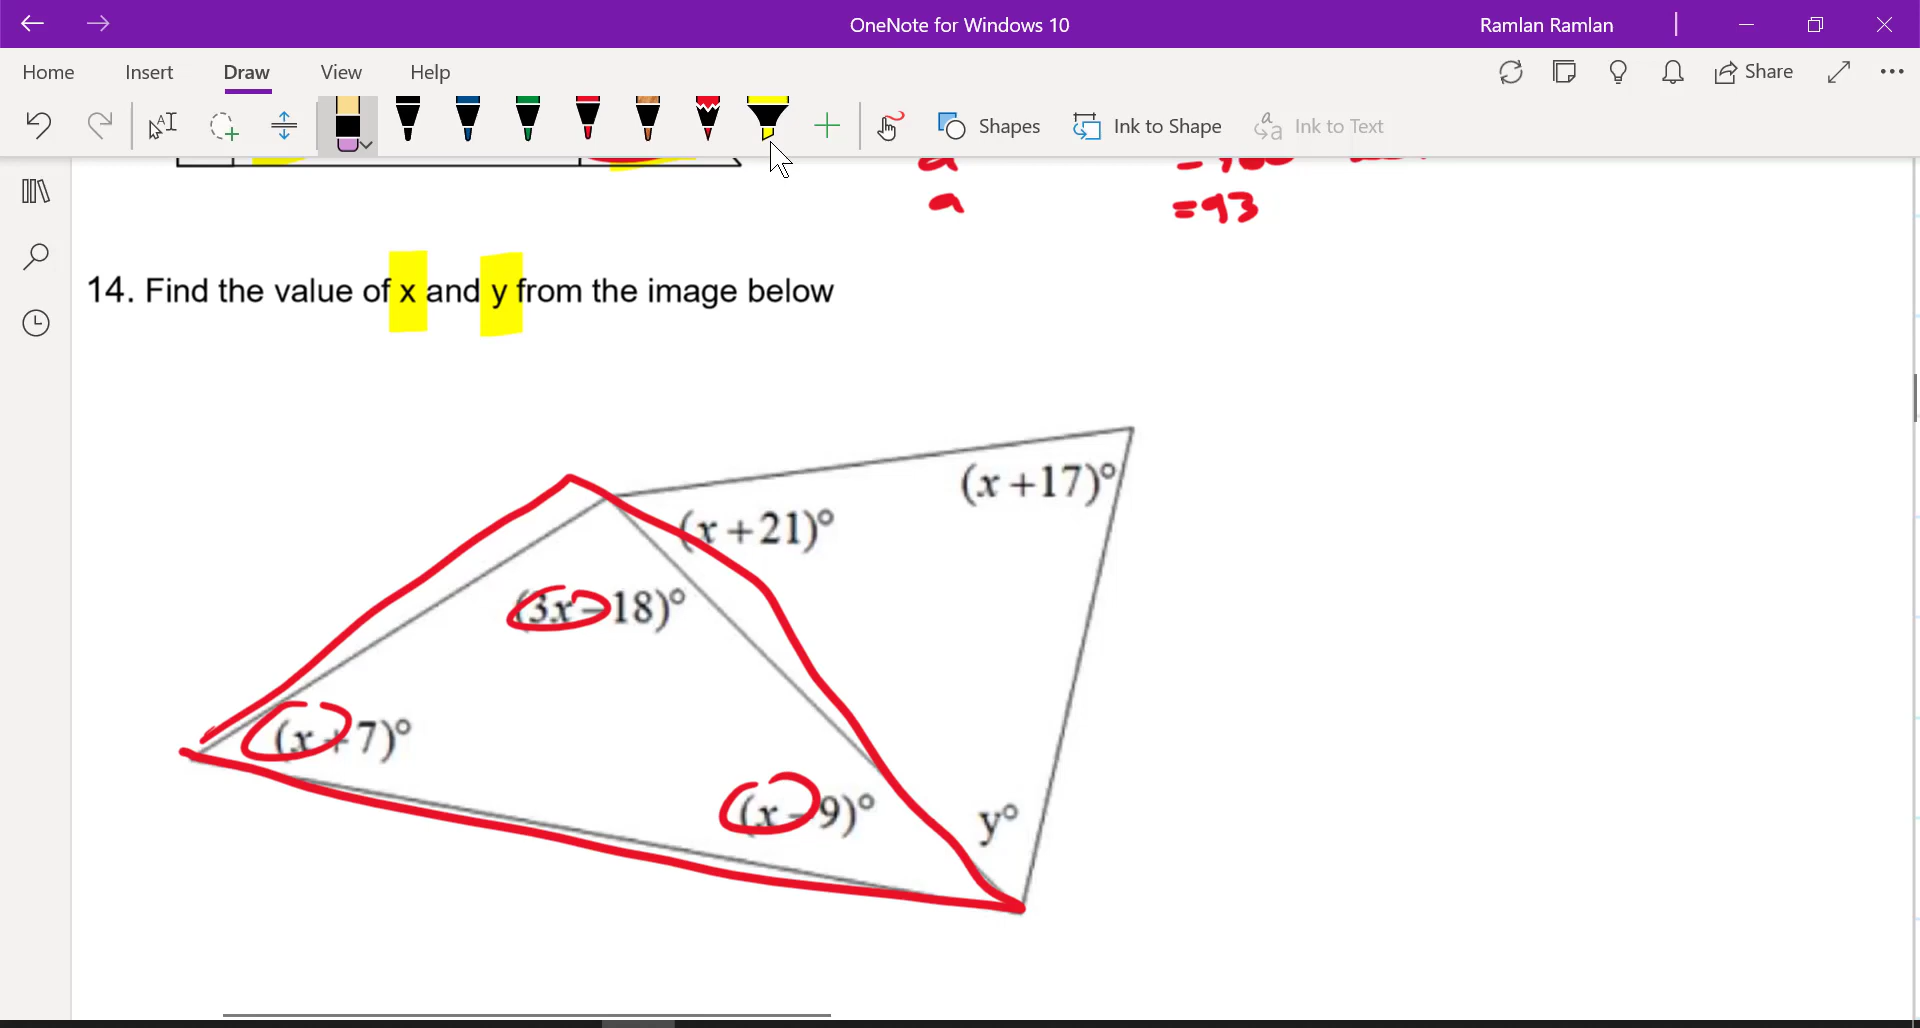 OneNote for Windows 10
Ramlan Ramlan
Home Insert Draw View Help
Share
Shapes Ink to Shape Ink to Text
a = 93
14. Find the value of x and y from the image below
(x+17)°
(x+21)°
(3x−18)°
(x+7)°
(x−9)°
y°